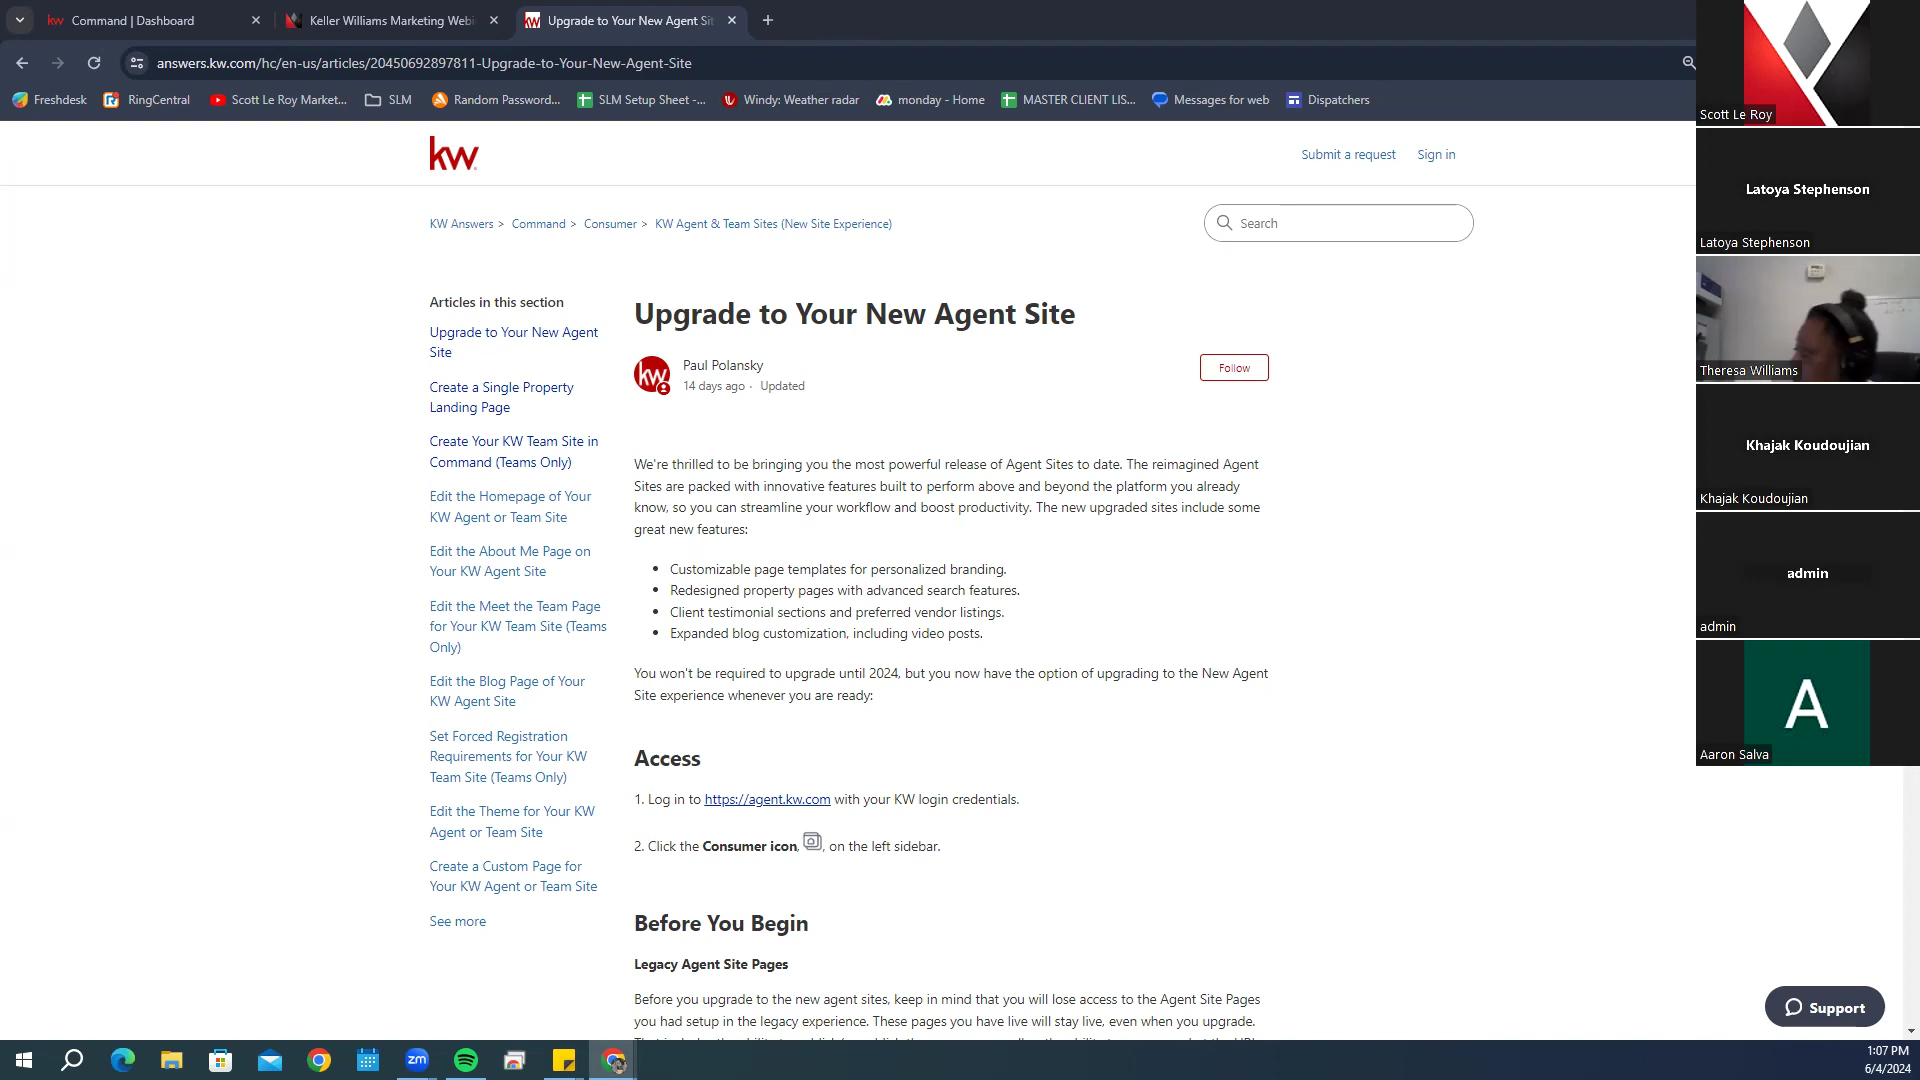 Command | Dashboard
Keller Williams Marketing Webi
Upgrade to Your New Agent Sit
answers.kw.com/hc/en-us/articles/20450692897811-Upgrade-to-Your-New-Agent-Site
Freshdesk
RingCentral
Scott Le Roy Market...
SLM
Random Password...
SLM Setup Sheet -...
Windy: Weather radar
monday - Home
MASTER CLIENT LIS...
Messages for web
Dispatchers
kw
Submit a request
Sign in
KW Answers > Command > Consumer > KW Agent & Team Sites (New Site Experience)
Search
Articles in this section
Upgrade to Your New Agent
Site
Create a Single Property
Landing Page
Create Your KW Team Site in
Command (Teams Only)
Edit the Homepage of Your
KW Agent or Team Site
Edit the About Me Page on
Your KW Agent Site
Edit the Meet the Team Page
for Your KW Team Site (Teams
Only)
Edit the Blog Page of Your
KW Agent Site
Set Forced Registration
Requirements for Your KW
Team Site (Teams Only)
Edit the Theme for Your KW
Agent or Team Site
Create a Custom Page for
Your KW Agent or Team Site
See more
Upgrade to Your New Agent Site
kw
Paul Polansky
14 days ago · Updated
Follow
We're thrilled to be bringing you the most powerful release of Agent Sites to date. The reimagined Agent
Sites are packed with innovative features built to perform above and beyond the platform you already
know, so you can streamline your workflow and boost productivity. The new upgraded sites include some
great new features:
• Customizable page templates for personalized branding.
• Redesigned property pages with advanced search features.
• Client testimonial sections and preferred vendor listings.
• Expanded blog customization, including video posts.
You won't be required to upgrade until 2024, but you now have the option of upgrading to the New Agent
Site experience whenever you are ready:
Access
1. Log in to https://agent.kw.com with your KW login credentials.
2. Click the Consumer icon, , on the left sidebar.
Before You Begin
Legacy Agent Site Pages
Before you upgrade to the new agent sites, keep in mind that you will lose access to the Agent Site Pages
you had setup in the legacy experience. These pages you have live will stay live, even when you upgrade.
Support
Scott Le Roy
Latoya Stephenson
Latoya Stephenson
Theresa Williams
Khajak Koudoujian
Khajak Koudoujian
admin
admin
A
Aaron Salva
zm
1:07 PM
6/4/2024